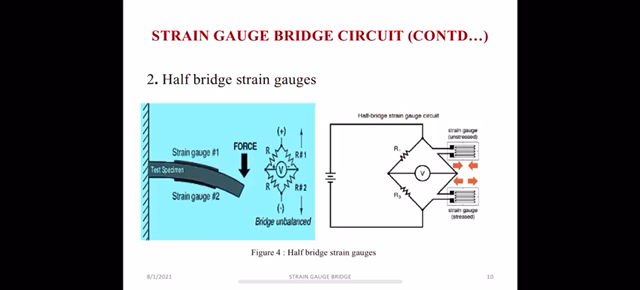 STRAIN GAUGE BRIDGE CIRCUIT (CONTD…)
2. Half bridge strain gauges
Strain gauge #1
FORCE
Test Specimen
Strain gauge #2
(+)
R
R#1
V
R
R#2
(-)
Bridge unbalanced
Half-bridge strain gauge circuit
strain gauge
(unstressed)
R₁
V
strain gauge
(stressed)
Figure 4 : Half bridge strain gauges
8/1/2021
STRAIN GAUGE BRIDGE
10